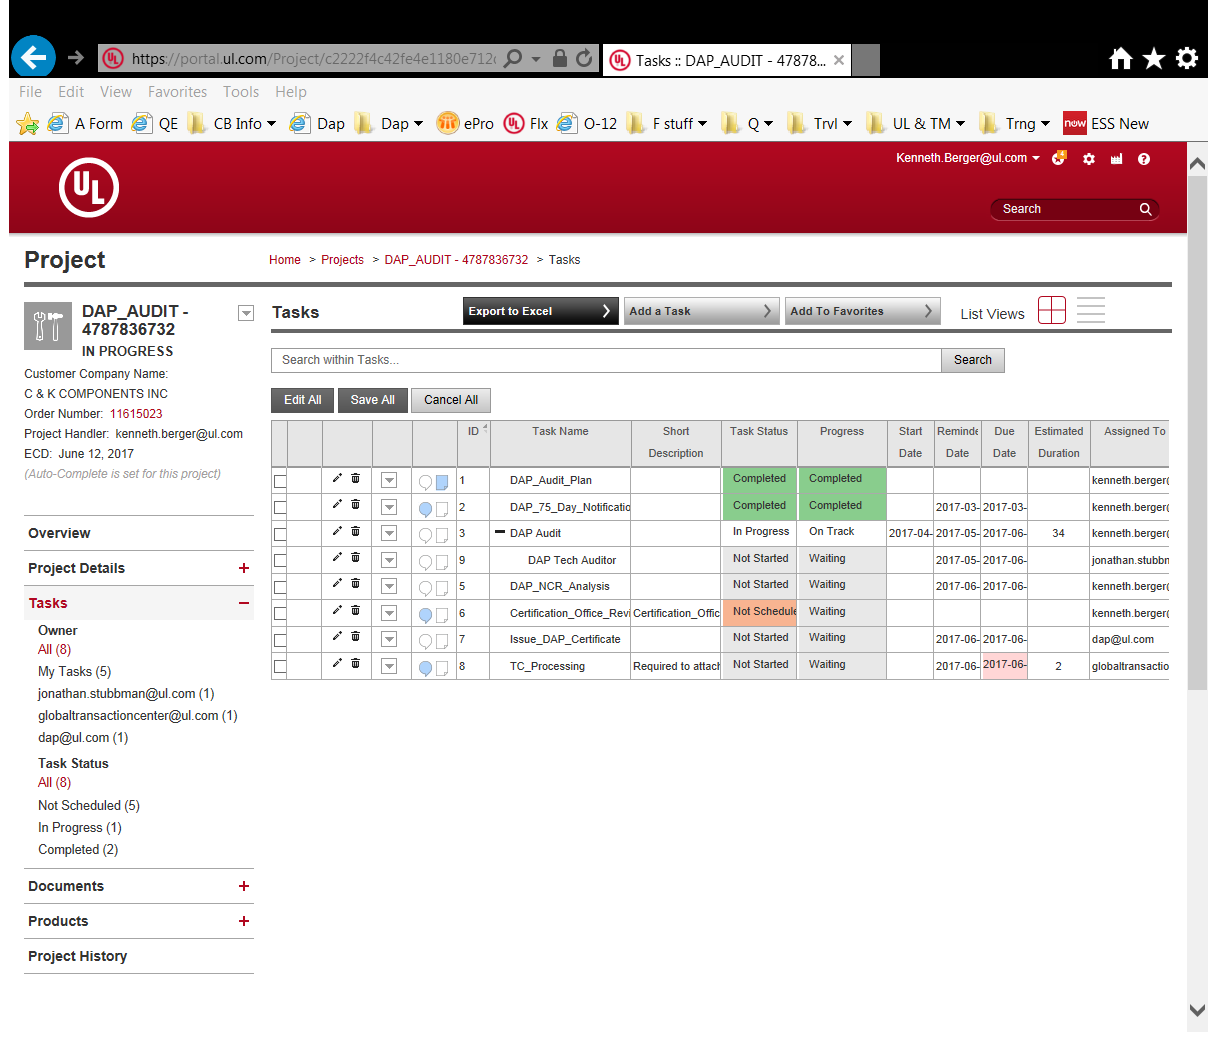 https://portal.ul.com/Project/c2222f4c42fe4e1180e712c
UL Tasks :: DAP_AUDIT - 47878...
File Edit View Favorites Tools Help
A Form QE CB Info Dap Dap ePro Flx O-12 F stuff Q Trvl UL & TM Trng now ESS New
Kenneth.Berger@ul.com
UL
Search
Project
Home > Projects > DAP_AUDIT - 4787836732 > Tasks
DAP_AUDIT -
4787836732
IN PROGRESS
Customer Company Name:
C & K COMPONENTS INC
Order Number: 11615023
Project Handler: kenneth.berger@ul.com
ECD: June 12, 2017
(Auto-Complete is set for this project)
Overview
Project Details +
Tasks −
Owner
All (8)
My Tasks (5)
jonathan.stubbman@ul.com (1)
globaltransactioncenter@ul.com (1)
dap@ul.com (1)
Task Status
All (8)
Not Scheduled (5)
In Progress (1)
Completed (2)
Documents +
Products +
Project History
Tasks Export to Excel Add a Task Add To Favorites List Views
Search within Tasks... Search
Edit All Save All Cancel All
ID Task Name Short Description Task Status Progress Start Date Reminde Date Due Date Estimated Duration Assigned To
1 DAP_Audit_Plan Completed Completed kenneth.berger(
2 DAP_75_Day_Notificatio Completed Completed 2017-03- 2017-03- kenneth.berger(
3 DAP Audit In Progress On Track 2017-04- 2017-05- 2017-06- 34 kenneth.berger(
9 DAP Tech Auditor Not Started Waiting 2017-05- 2017-06- jonathan.stubbn
5 DAP_NCR_Analysis Not Started Waiting 2017-06- 2017-06- kenneth.berger(
6 Certification_Office_Revi Certification_Offic Not Schedule Waiting kenneth.berger(
7 Issue_DAP_Certificate Not Started Waiting 2017-06- 2017-06- dap@ul.com
8 TC_Processing Required to attach Not Started Waiting 2017-06- 2017-06- 2 globaltransactio